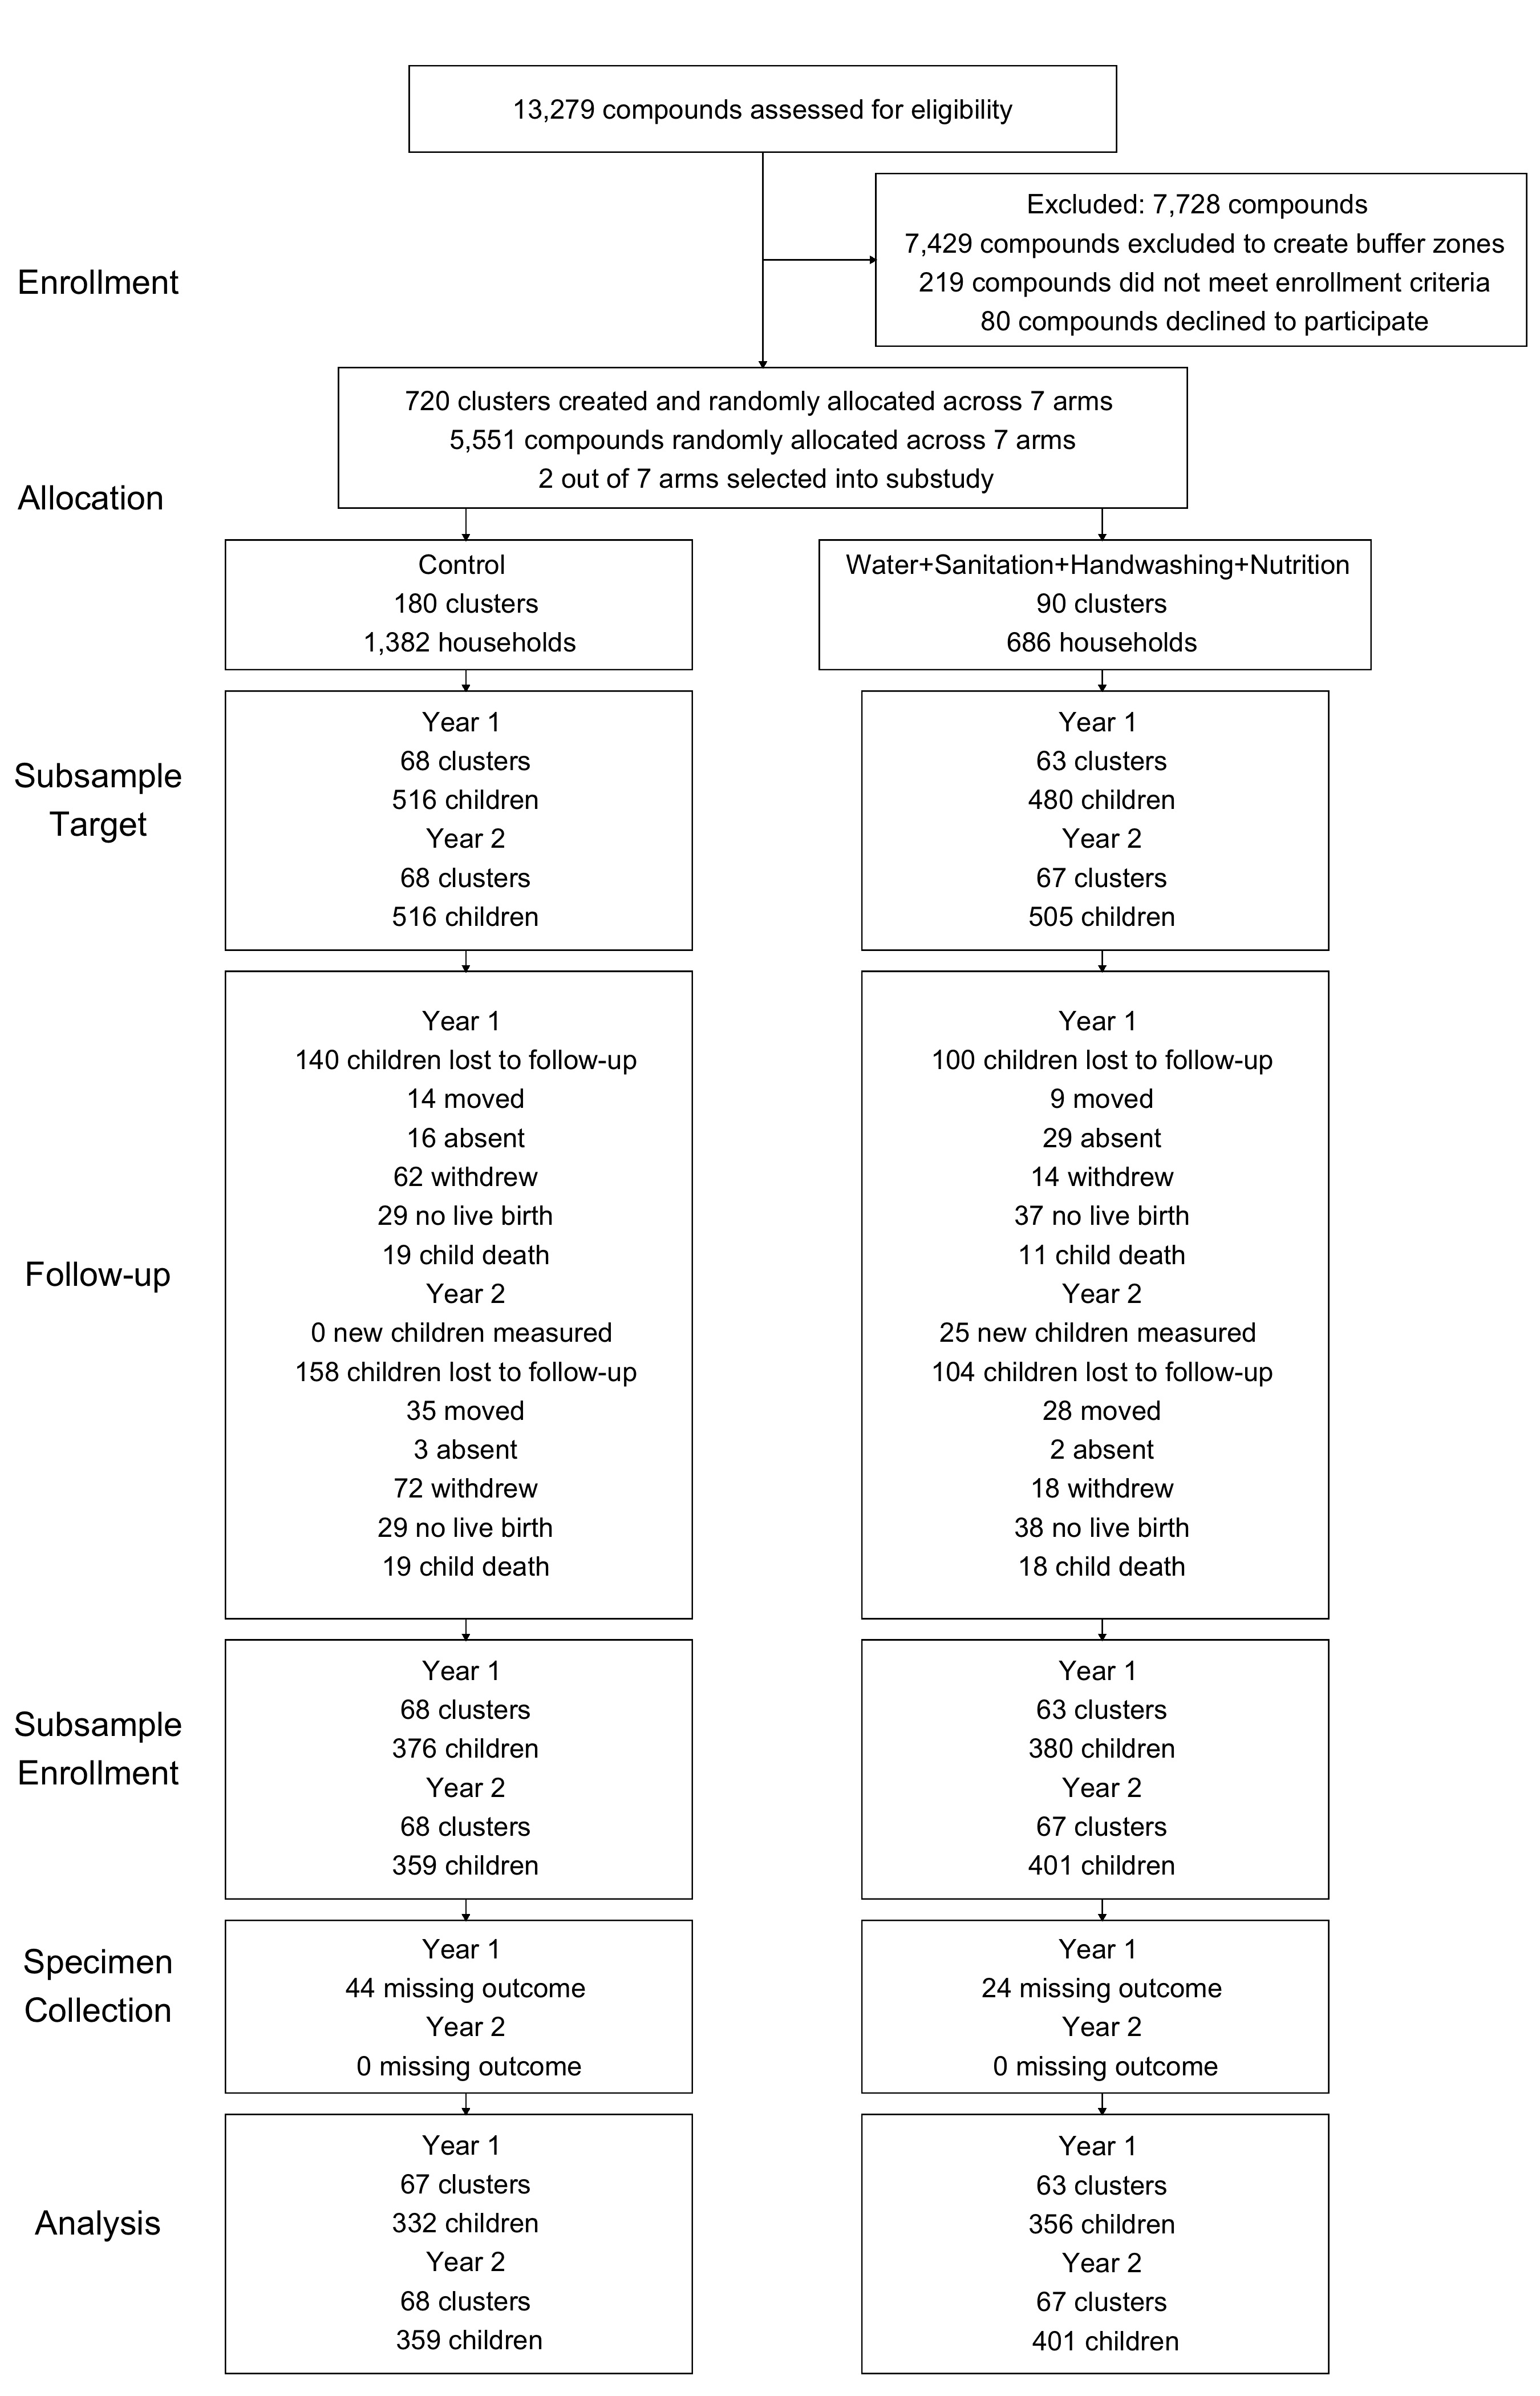 13,279 compounds assessed for eligibility
Enrollment
Excluded: 7,728 compounds
7,429 compounds excluded to create buffer zones
219 compounds did not meet enrollment criteria
80 compounds declined to participate
Allocation
720 clusters created and randomly allocated across 7 arms
5,551 compounds randomly allocated across 7 arms
2 out of 7 arms selected into substudy
Control
180 clusters
1,382 households
Water+Sanitation+Handwashing+Nutrition
90 clusters
686 households
Subsample
Target
Year 1
68 clusters
516 children
Year 2
68 clusters
516 children
Year 1
63 clusters
480 children
Year 2
67 clusters
505 children
Follow-up
Year 1
140 children lost to follow-up
14 moved
16 absent
62 withdrew
29 no live birth
19 child death
Year 2
0 new children measured
158 children lost to follow-up
35 moved
3 absent
72 withdrew
29 no live birth
19 child death
Year 1
100 children lost to follow-up
9 moved
29 absent
14 withdrew
37 no live birth
11 child death
Year 2
25 new children measured
104 children lost to follow-up
28 moved
2 absent
18 withdrew
38 no live birth
18 child death
Subsample
Enrollment
Year 1
68 clusters
376 children
Year 2
68 clusters
359 children
Year 1
63 clusters
380 children
Year 2
67 clusters
401 children
Specimen
Collection
Year 1
44 missing outcome
Year 2
0 missing outcome
Year 1
24 missing outcome
Year 2
0 missing outcome
Analysis
Year 1
67 clusters
332 children
Year 2
68 clusters
359 children
Year 1
63 clusters
356 children
Year 2
67 clusters
401 children